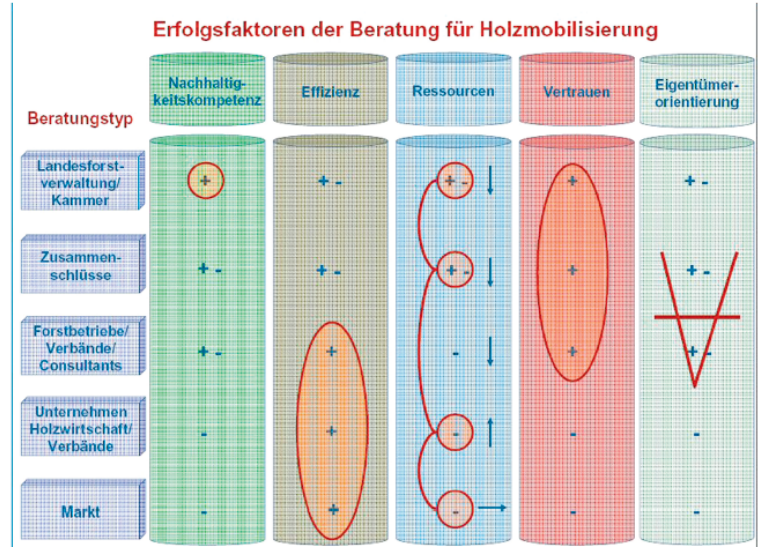 Erfolgsfaktoren der Beratung für Holzmobilisierung
Beratungstyp
Nachhaltig-
keitskompetenz
Effizienz
Ressourcen
Vertrauen
Eigentümer-
orientierung
Landesforst-
verwaltung/
Kammer
+
+ -
+ -
+
+ -
Zusammen-
schlüsse
+ -
+ -
+ -
+
+ -
Forstbetriebe/
Verbände/
Consultants
+ -
+
-
+
+ -
Unternehmen
Holzwirtschaft/
Verbände
-
+
-
-
-
Markt
-
+
-
-
-